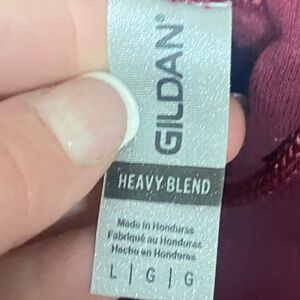 GILDAN®
HEAVY BLEND
Made in Honduras
Fabriqué au Honduras
Hecho en Honduras
L | G | G